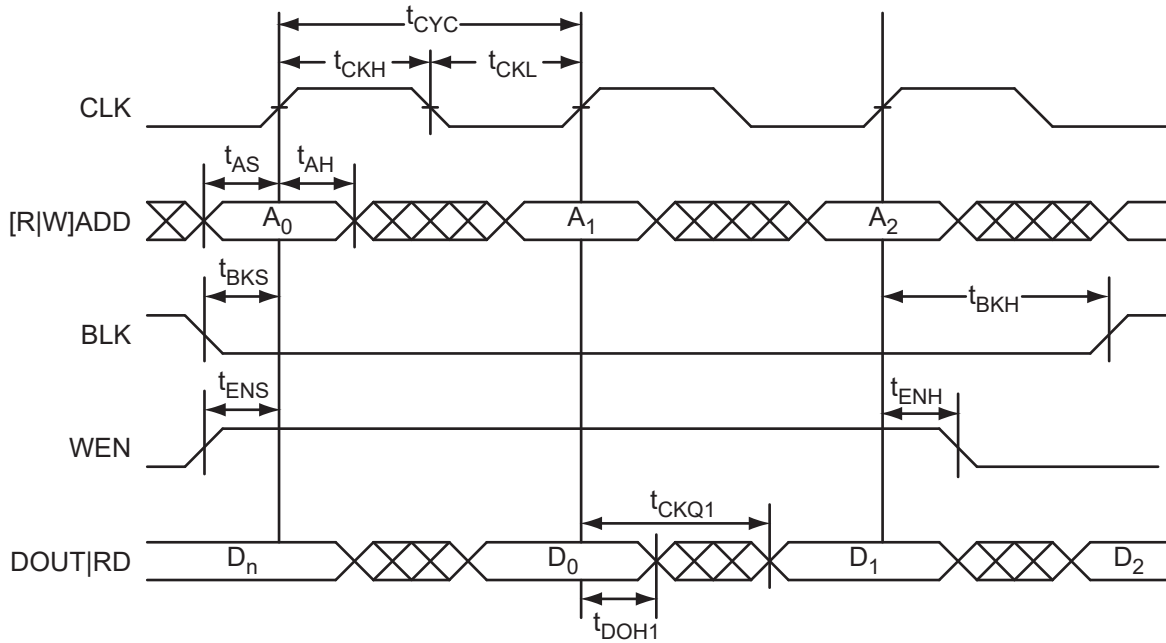 tCYC
tCKH tCKL
CLK
tAS tAH
[R|W]ADD A0 A1 A2
tBKS tBKH
BLK
tENS tENH
WEN
tCKQ1
DOUT|RD Dn D0 D1 D2
tDOH1